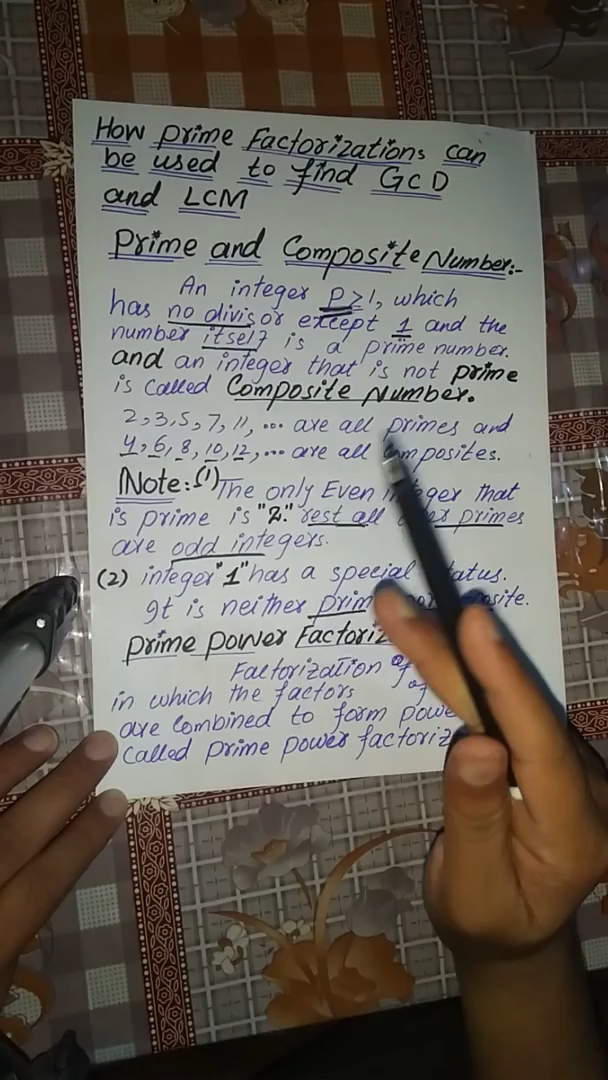 How prime Factorizations can
be used to find GCD
and LCM
Prime and Composite Number:-
An integer P>1, which
has no divisor except 1 and the
number itself is a prime number.
and an integer that is not prime
is called Composite Number.
2,3,5,7,11,... are all primes and
4,6,8,10,12,... are all
Note:-(1) The only Even integer that
is prime is "2." rest all primes
are odd integers.
(2) integer "1" has a special
It is neither
prime power
Factorization
in which the factors of
are combined to form
called prime power